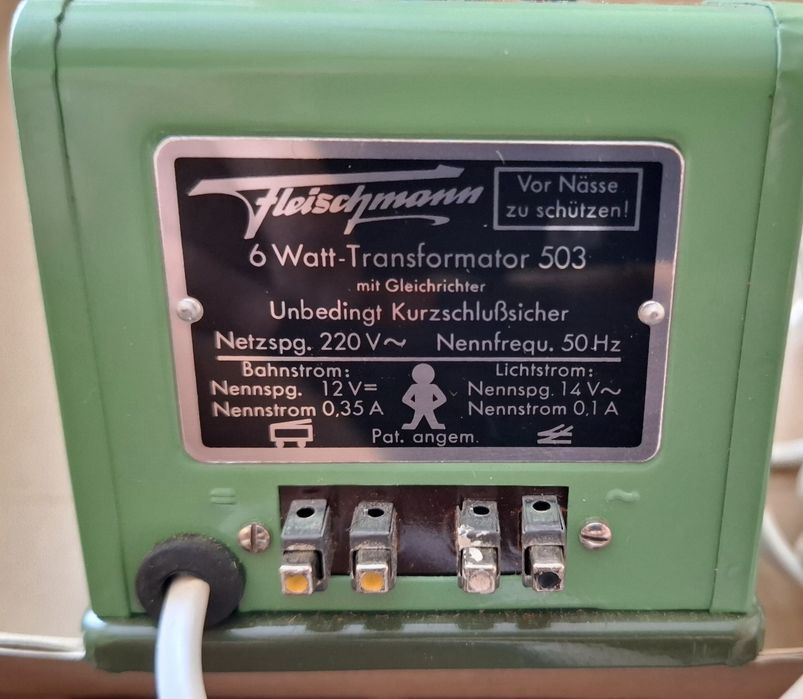 Fleischmann
Vor Nässe
zu schützen!
6 Watt-Transformator 503
mit Gleichrichter
Unbedingt Kurzschlußsicher
Netzspg. 220 V~ Nennfrequ. 50 Hz
Bahnstrom: Lichtstrom:
Nennspg. 12 V= Nennspg. 14 V~
Nennstrom 0,35 A Nennstrom 0,1 A
Pat. angem.
= ~